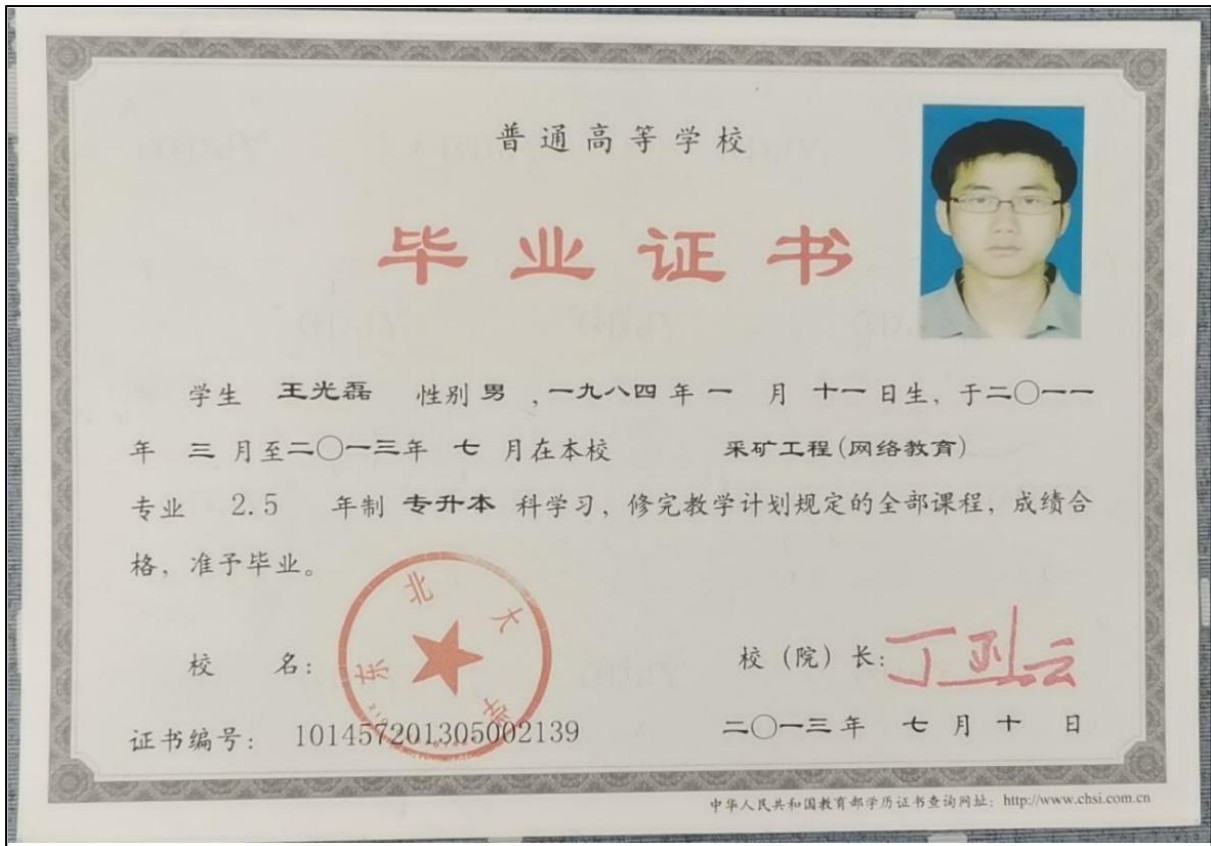 普通高等学校
毕业证书
学生 王光磊 性别 男 ,一九八四 年 一 月 十一 日生, 于二〇一一
年 三 月至二〇一三年 七 月在本校 采矿工程(网络教育)
专业 2.5 年制 专升本 科学习, 修完教学计划规定的全部课程, 成绩合
格, 准予毕业。
东北大学
校 名: 校 (院) 长: 丁烈云
证书编号: 101457201305002139 二〇一三年 七 月 十 日
中华人民共和国教育部学历证书查询网址: http://www.chsi.com.cn